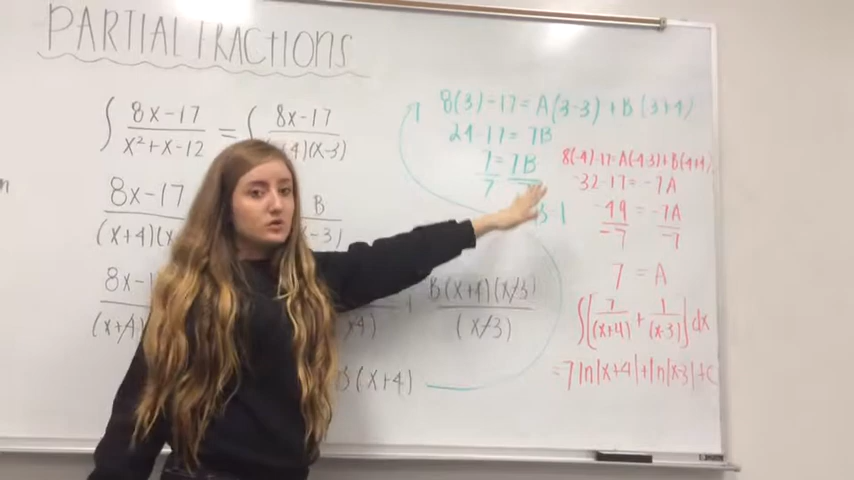 PARTIAL FRACTIONS
∫ 8x-17 / x²+x-12 = ∫ 8x-17 / +4)(x-3)
8x-17 / (x+4)(x B / -3)
8x-1 / (x+4) x4) + B(x+4)(x-3) / (x-3)
B(x+4)
8(3)-17=A(3-3)+B(3+4)
24-17=7B
7/7=7B/7
B 1
8(-4)-17=A(-4-3)+B(-4+4)
-32-17=-7A
-49/-7=-7A/-7
7=A
∫[7/(x+4)+1/(x-3)]dx
=7ln|x+4|+ln|x-3|+C
n